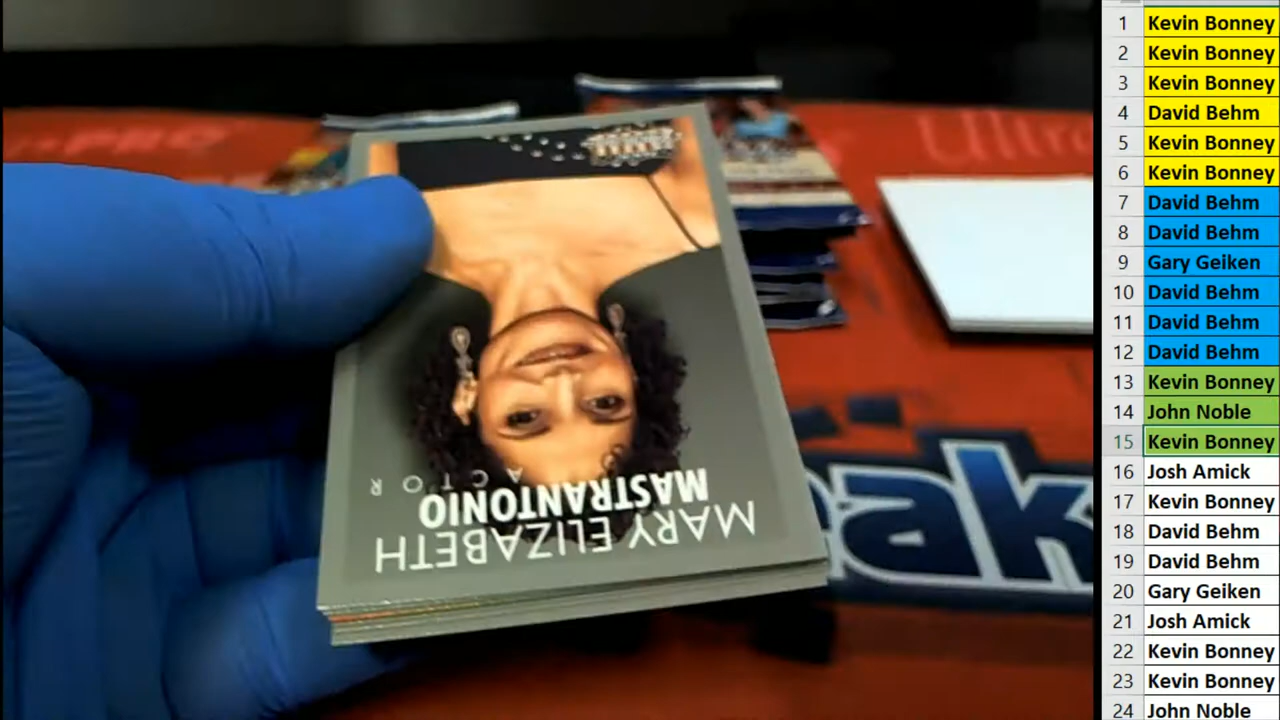 -PRO
Ultra
MARY ELIZABETH
MASTRANTONIO
ACTOR
eak
1 Kevin Bonney
2 Kevin Bonney
3 Kevin Bonney
4 David Behm
5 Kevin Bonney
6 Kevin Bonney
7 David Behm
8 David Behm
9 Gary Geiken
10 David Behm
11 David Behm
12 David Behm
13 Kevin Bonney
14 John Noble
15 Kevin Bonney
16 Josh Amick
17 Kevin Bonney
18 David Behm
19 David Behm
20 Gary Geiken
21 Josh Amick
22 Kevin Bonney
23 Kevin Bonney
24 John Noble